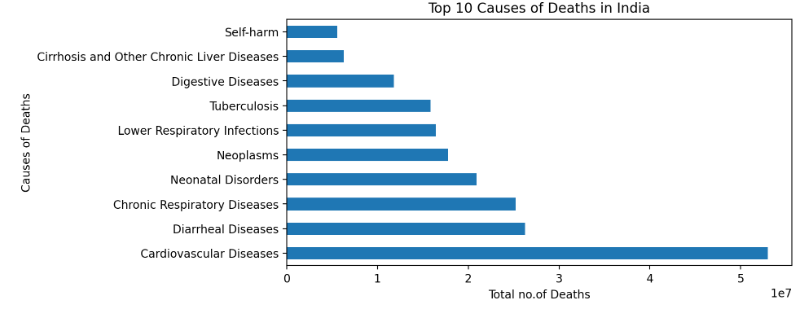 Top 10 Causes of Deaths in India
Self-harm
Cirrhosis and Other Chronic Liver Diseases
Digestive Diseases
Tuberculosis
Lower Respiratory Infections
Neoplasms
Neonatal Disorders
Chronic Respiratory Diseases
Diarrheal Diseases
Cardiovascular Diseases
Causes of Deaths
0 1 2 3 4 5
1e7
Total no.of Deaths